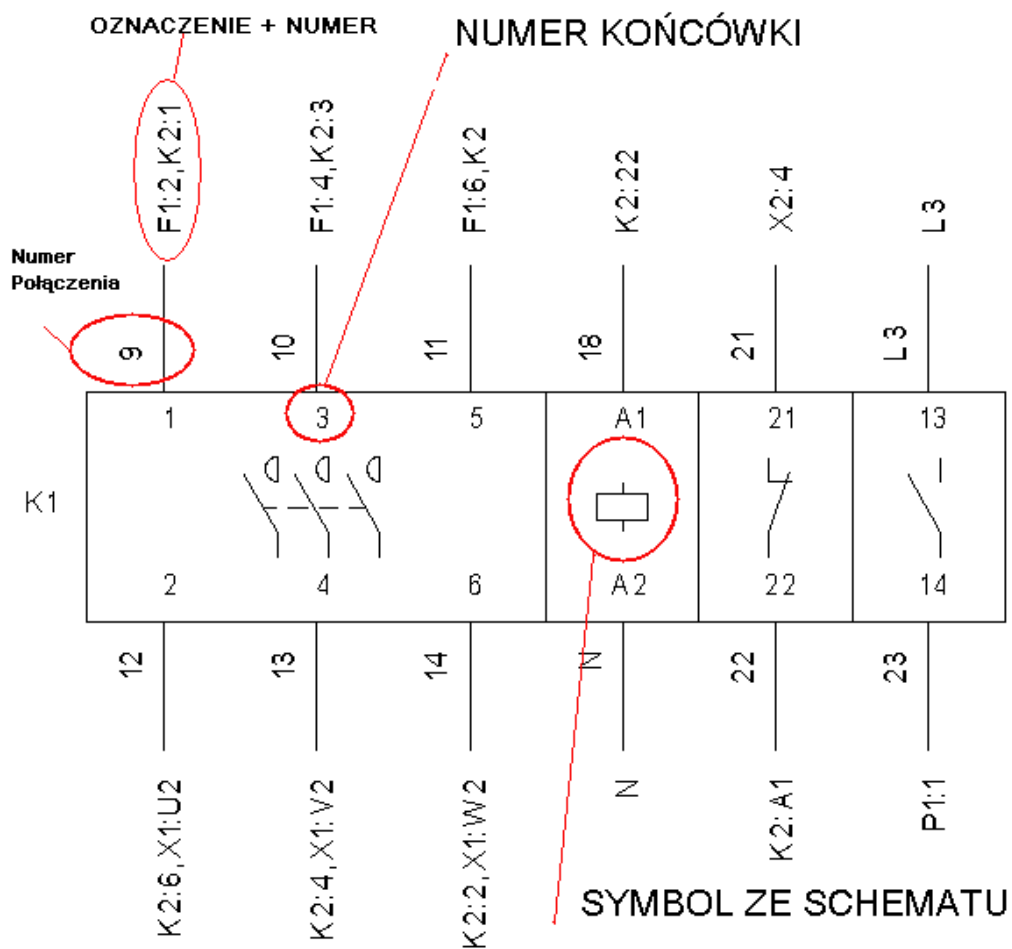 OZNACZENIE + NUMER
NUMER KOŃCÓWKI
F1:2,K2:1
F1:4,K2:3
F1:6,K2
K2:22
X2:4
L3
Numer
Połączenia
9
10
11
18
21
L3
1
3
5
A1
21
13
K1
2
4
6
A2
22
14
12
13
14
N
22
23
K2:6,X1:U2
K2:4,X1:V2
K2:2,X1:W2
N
K2:A1
P1:1
SYMBOL ZE SCHEMATU